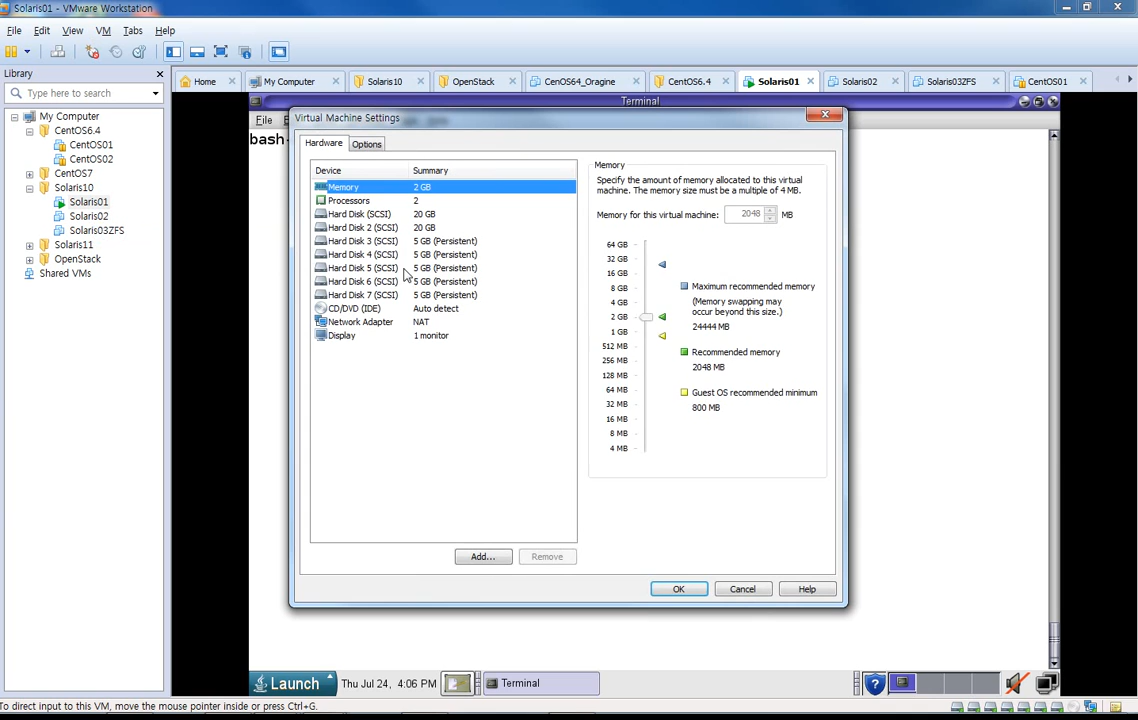 Solaris01 - VMware Workstation
File Edit View VM Tabs Help
Library
Type here to search
My Computer
CentOS6.4
CentOS01
CentOS02
CentOS7
Solaris10
Solaris01
Solaris02
Solaris03ZFS
Solaris11
OpenStack
Shared VMs
Home My Computer Solaris10 OpenStack CenOS64_Oragine CentOS6.4 Solaris01 Solaris02 Solaris03ZFS CentOS01
Terminal
File
bash-
Virtual Machine Settings
Hardware Options
Device Summary
Memory 2 GB
Processors 2
Hard Disk (SCSI) 20 GB
Hard Disk 2 (SCSI) 20 GB
Hard Disk 3 (SCSI) 5 GB (Persistent)
Hard Disk 4 (SCSI) 5 GB (Persistent)
Hard Disk 5 (SCSI) 5 GB (Persistent)
Hard Disk 6 (SCSI) 5 GB (Persistent)
Hard Disk 7 (SCSI) 5 GB (Persistent)
CD/DVD (IDE) Auto detect
Network Adapter NAT
Display 1 monitor
Add... Remove
Memory
Specify the amount of memory allocated to this virtual
machine. The memory size must be a multiple of 4 MB.
Memory for this virtual machine: 2048 MB
64 GB
32 GB
16 GB
8 GB
4 GB
2 GB
1 GB
512 MB
256 MB
128 MB
64 MB
32 MB
16 MB
8 MB
4 MB
Maximum recommended memory
(Memory swapping may
occur beyond this size.)
24444 MB
Recommended memory
2048 MB
Guest OS recommended minimum
800 MB
OK Cancel Help
Launch Thu Jul 24, 4:06 PM Terminal
To direct input to this VM, move the mouse pointer inside or press Ctrl+G.